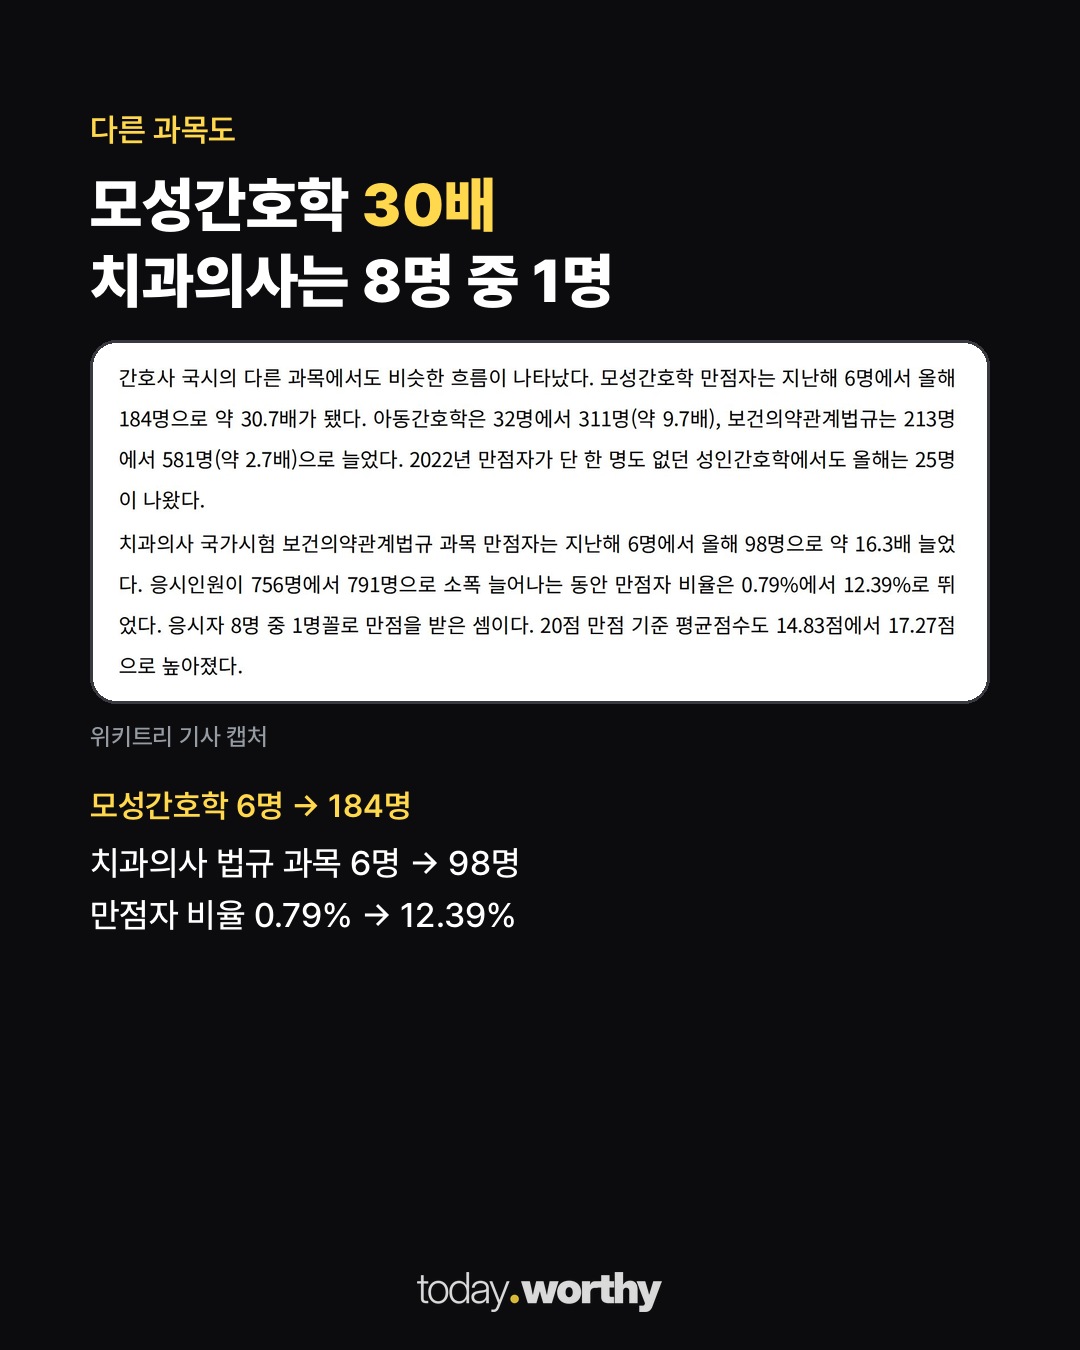 다른 과목도
모성간호학 30배
치과의사는 8명 중 1명
간호사 국시의 다른 과목에서도 비슷한 흐름이 나타났다. 모성간호학 만점자는 지난해 6명에서 올해
184명으로 약 30.7배가 됐다. 아동간호학은 32명에서 311명(약 9.7배), 보건의약관계법규는 213명
에서 581명(약 2.7배)으로 늘었다. 2022년 만점자가 단 한 명도 없던 성인간호학에서도 올해는 25명
이 나왔다.
치과의사 국가시험 보건의약관계법규 과목 만점자는 지난해 6명에서 올해 98명으로 약 16.3배 늘었
다. 응시인원이 756명에서 791명으로 소폭 늘어나는 동안 만점자 비율은 0.79%에서 12.39%로 뛰
었다. 응시자 8명 중 1명꼴로 만점을 받은 셈이다. 20점 만점 기준 평균점수도 14.83점에서 17.27점
으로 높아졌다.
위키트리 기사 캡처
모성간호학 6명 → 184명
치과의사 법규 과목 6명 → 98명
만점자 비율 0.79% → 12.39%
today.worthy